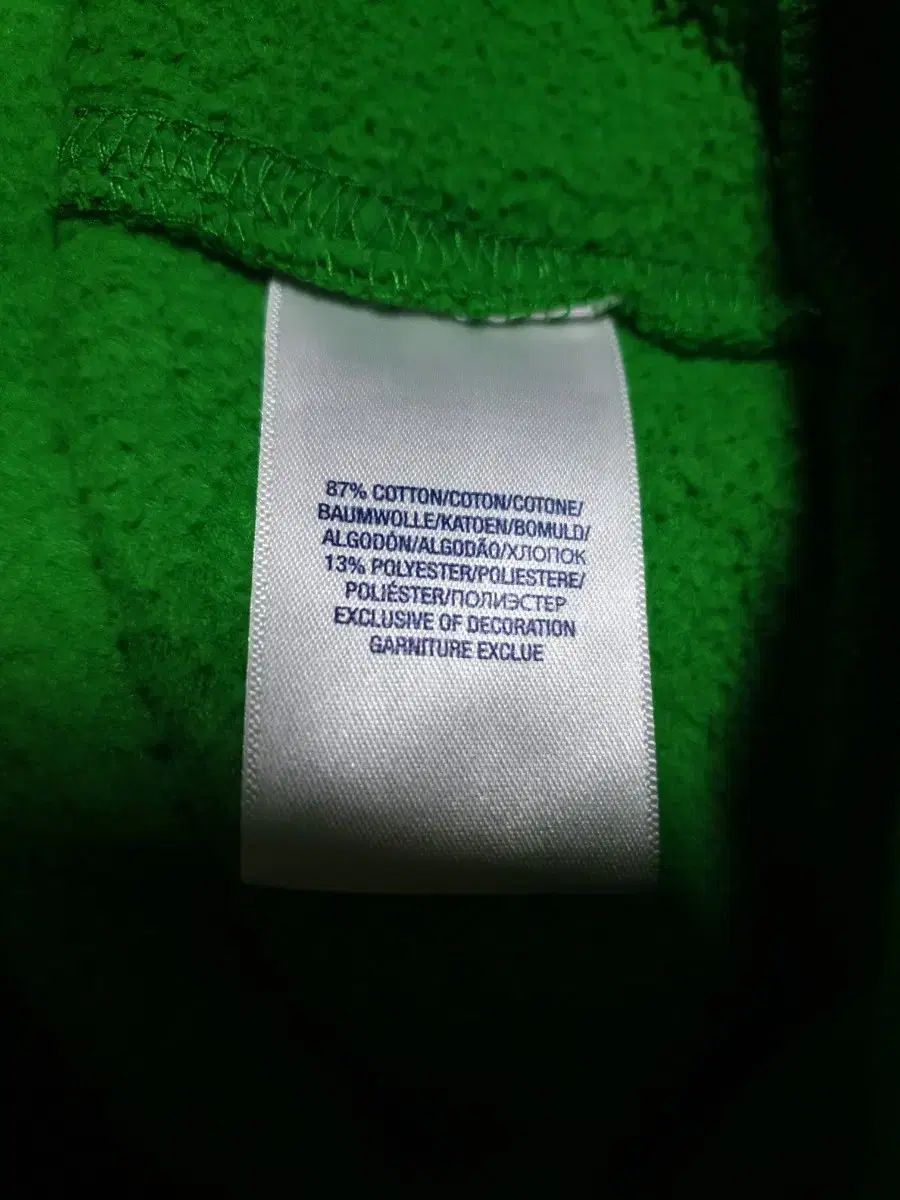 87% COTTON/COTON/COTONE/
BAUMWOLLE/KATOEN/BOMULD/
ALGODÓN/ALGODÃO/ХЛОПОК
13% POLYESTER/POLIESTERE/
POLIÉSTER/ПОЛИЭСТЕР
EXCLUSIVE OF DECORATION
GARNITURE EXCLUE